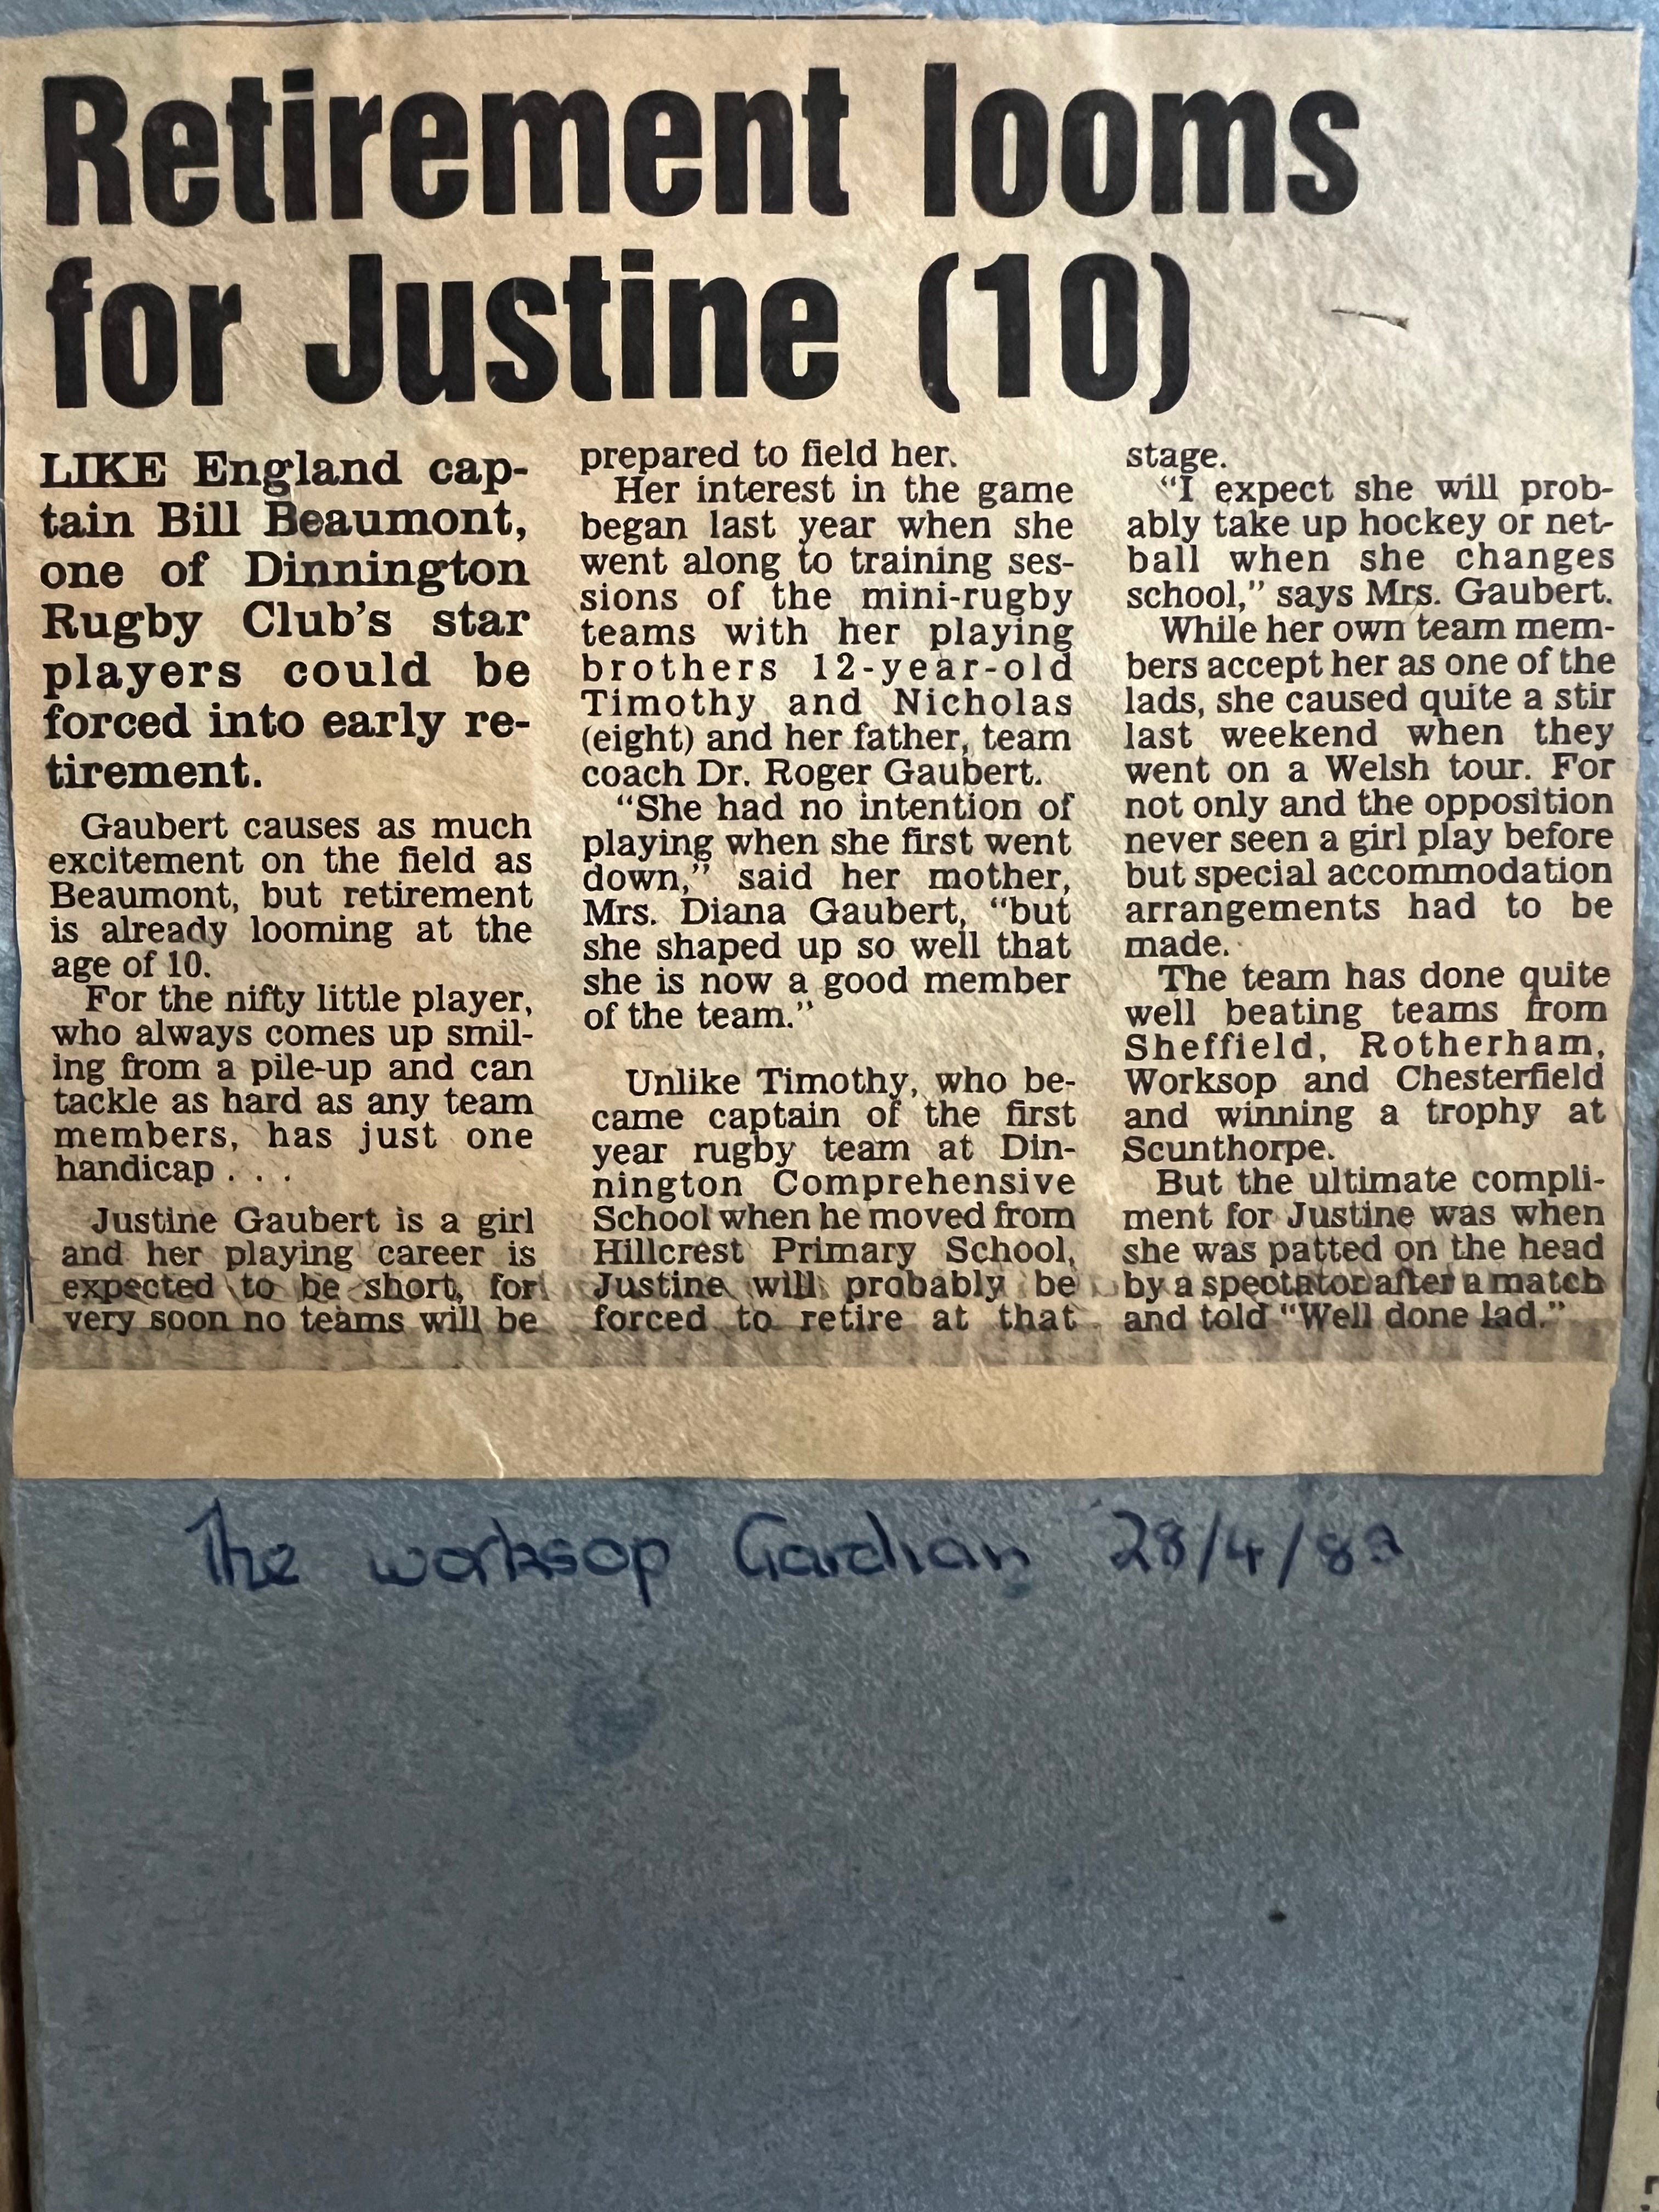 Retirement looms
for Justine (10)
LIKE England cap-
tain Bill Beaumont,
one of Dinnington
Rugby Club's star
players could be
forced into early re-
tirement.
Gaubert causes as much
excitement on the field as
Beaumont, but retirement
is already looming at the
age of 10.
For the nifty little player,
who always comes up smil-
ing from a pile-up and can
tackle as hard as any team
members, has just one
handicap . . .
Justine Gaubert is a girl
and her playing career is
expected to be short, for
very soon no teams will be
prepared to field her.
Her interest in the game
began last year when she
went along to training ses-
sions of the mini-rugby
teams with her playing
brothers 12-year-old
Timothy and Nicholas
(eight) and her father, team
coach Dr. Roger Gaubert.
"She had no intention of
playing when she first went
down," said her mother,
Mrs. Diana Gaubert, "but
she shaped up so well that
she is now a good member
of the team."
Unlike Timothy, who be-
came captain of the first
year rugby team at Din-
nington Comprehensive
School when he moved from
Hillcrest Primary School,
Justine will probably be
forced to retire at that
stage.
"I expect she will prob-
ably take up hockey or net-
ball when she changes
school," says Mrs. Gaubert.
While her own team mem-
bers accept her as one of the
lads, she caused quite a stir
last weekend when they
went on a Welsh tour. For
not only and the opposition
never seen a girl play before
but special accommodation
arrangements had to be
made.
The team has done quite
well beating teams from
Sheffield, Rotherham,
Worksop and Chesterfield
and winning a trophy at
Scunthorpe.
But the ultimate compli-
ment for Justine was when
she was patted on the head
by a spectator after a match
and told "Well done lad."
The worksop Gardian